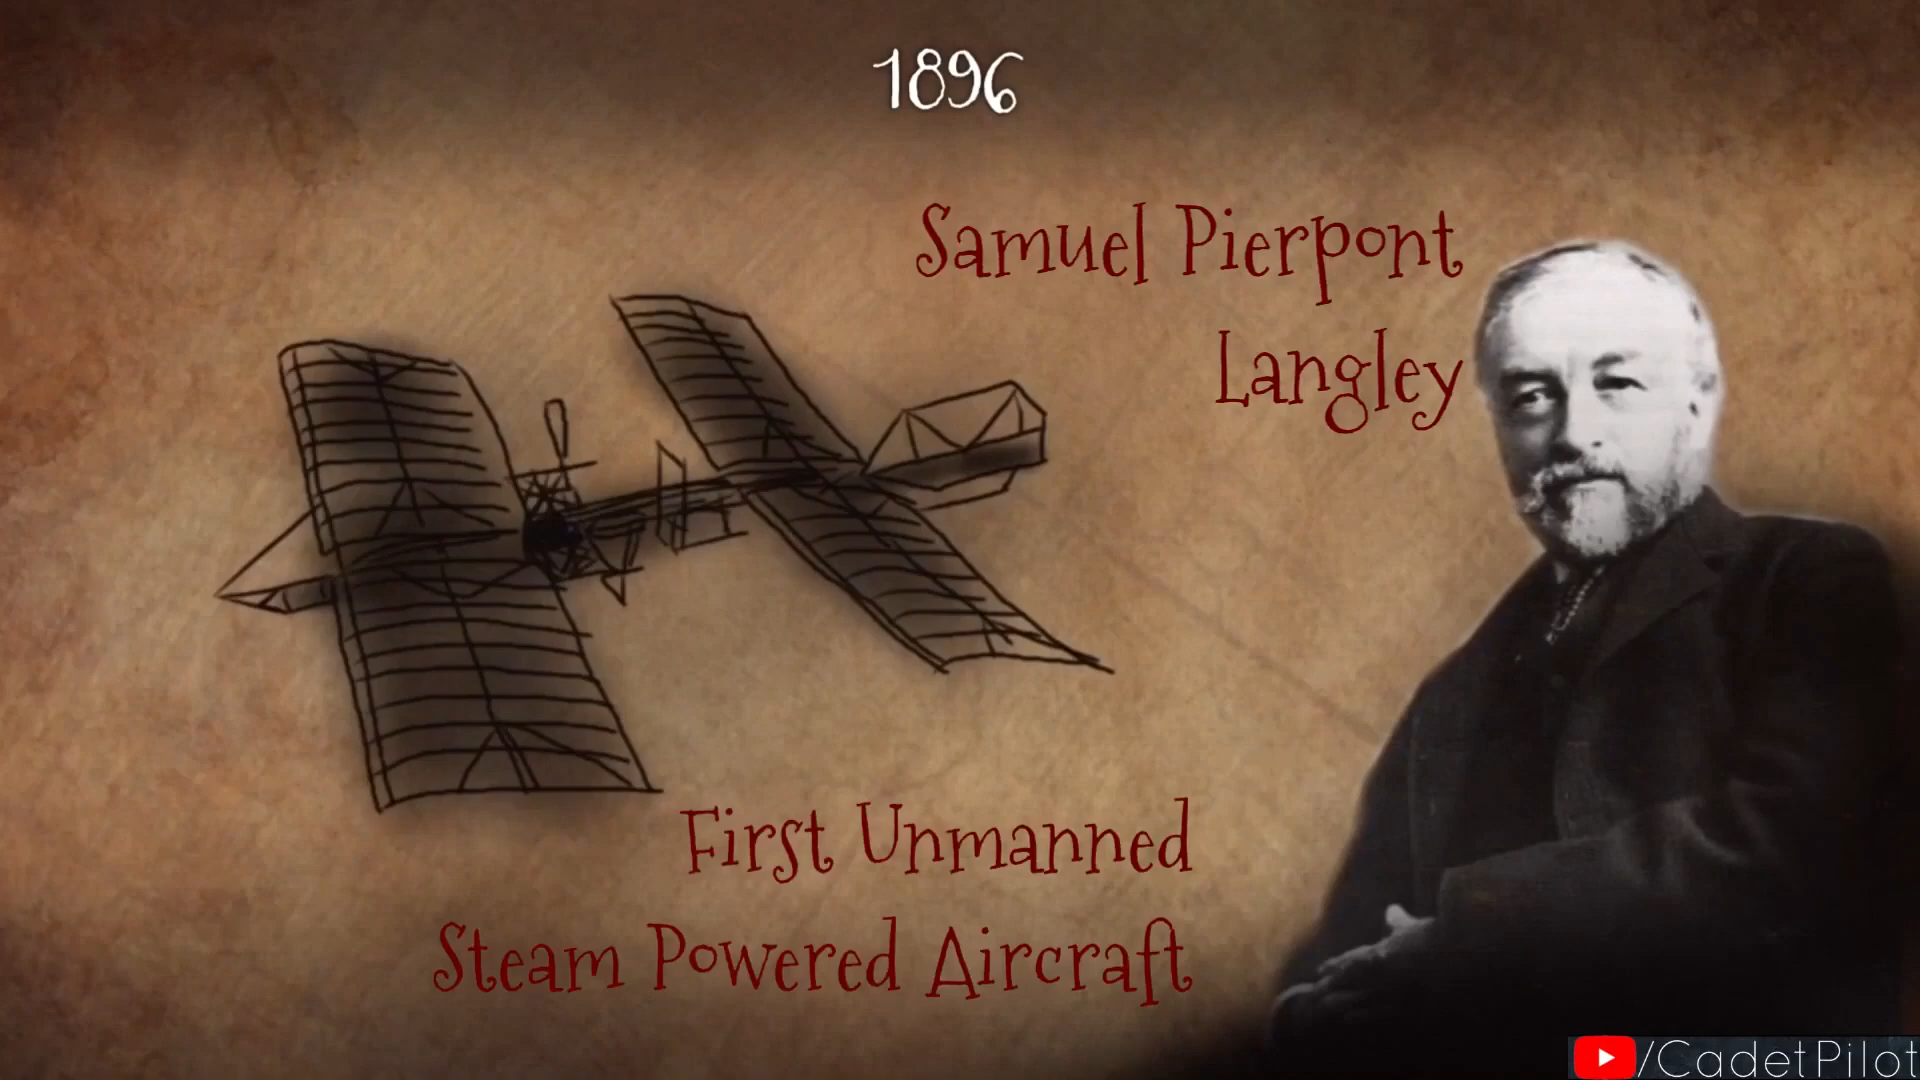 1896
Samuel Pierpont
Langley
First Unmanned
Steam Powered Aircraft
/CadetPilot